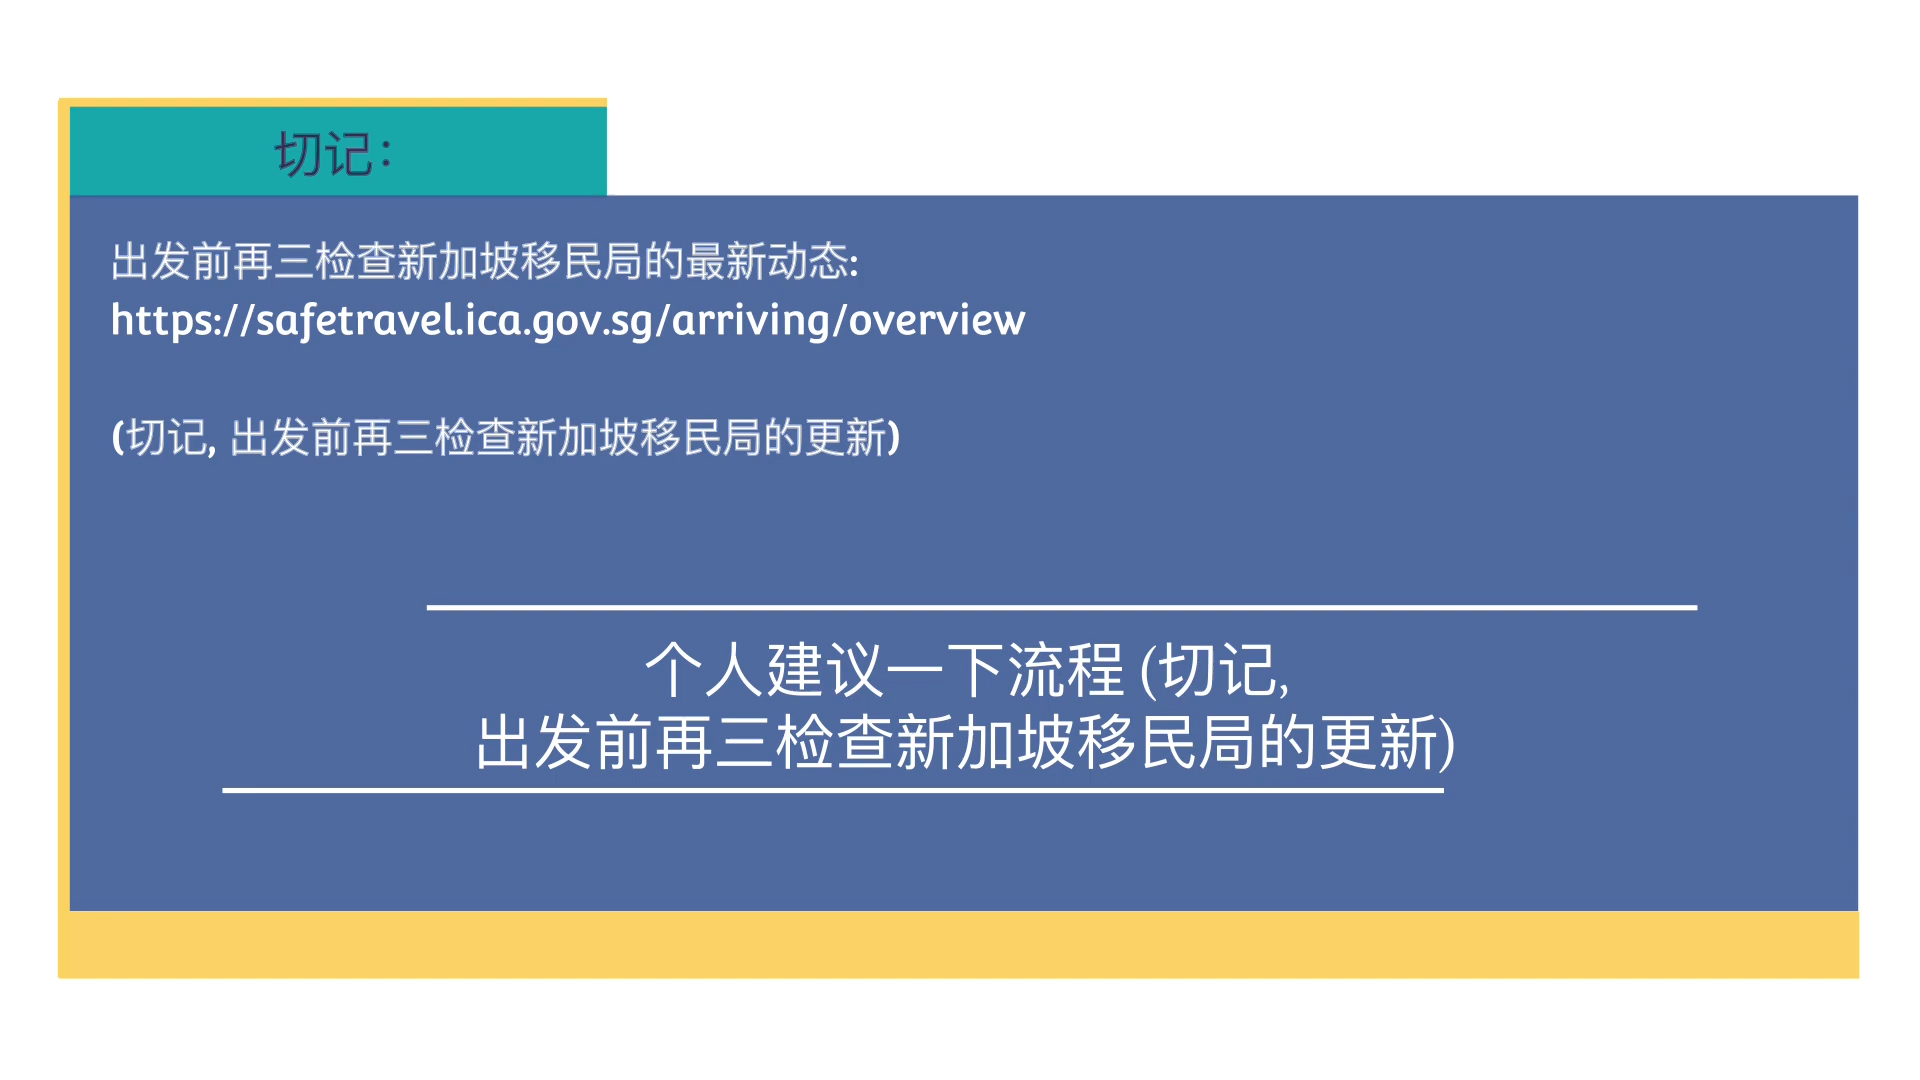 切记：
出发前再三检查新加坡移民局的最新动态:
https://safetravel.ica.gov.sg/arriving/overview
(切记, 出发前再三检查新加坡移民局的更新)
个人建议一下流程 (切记,
出发前再三检查新加坡移民局的更新)